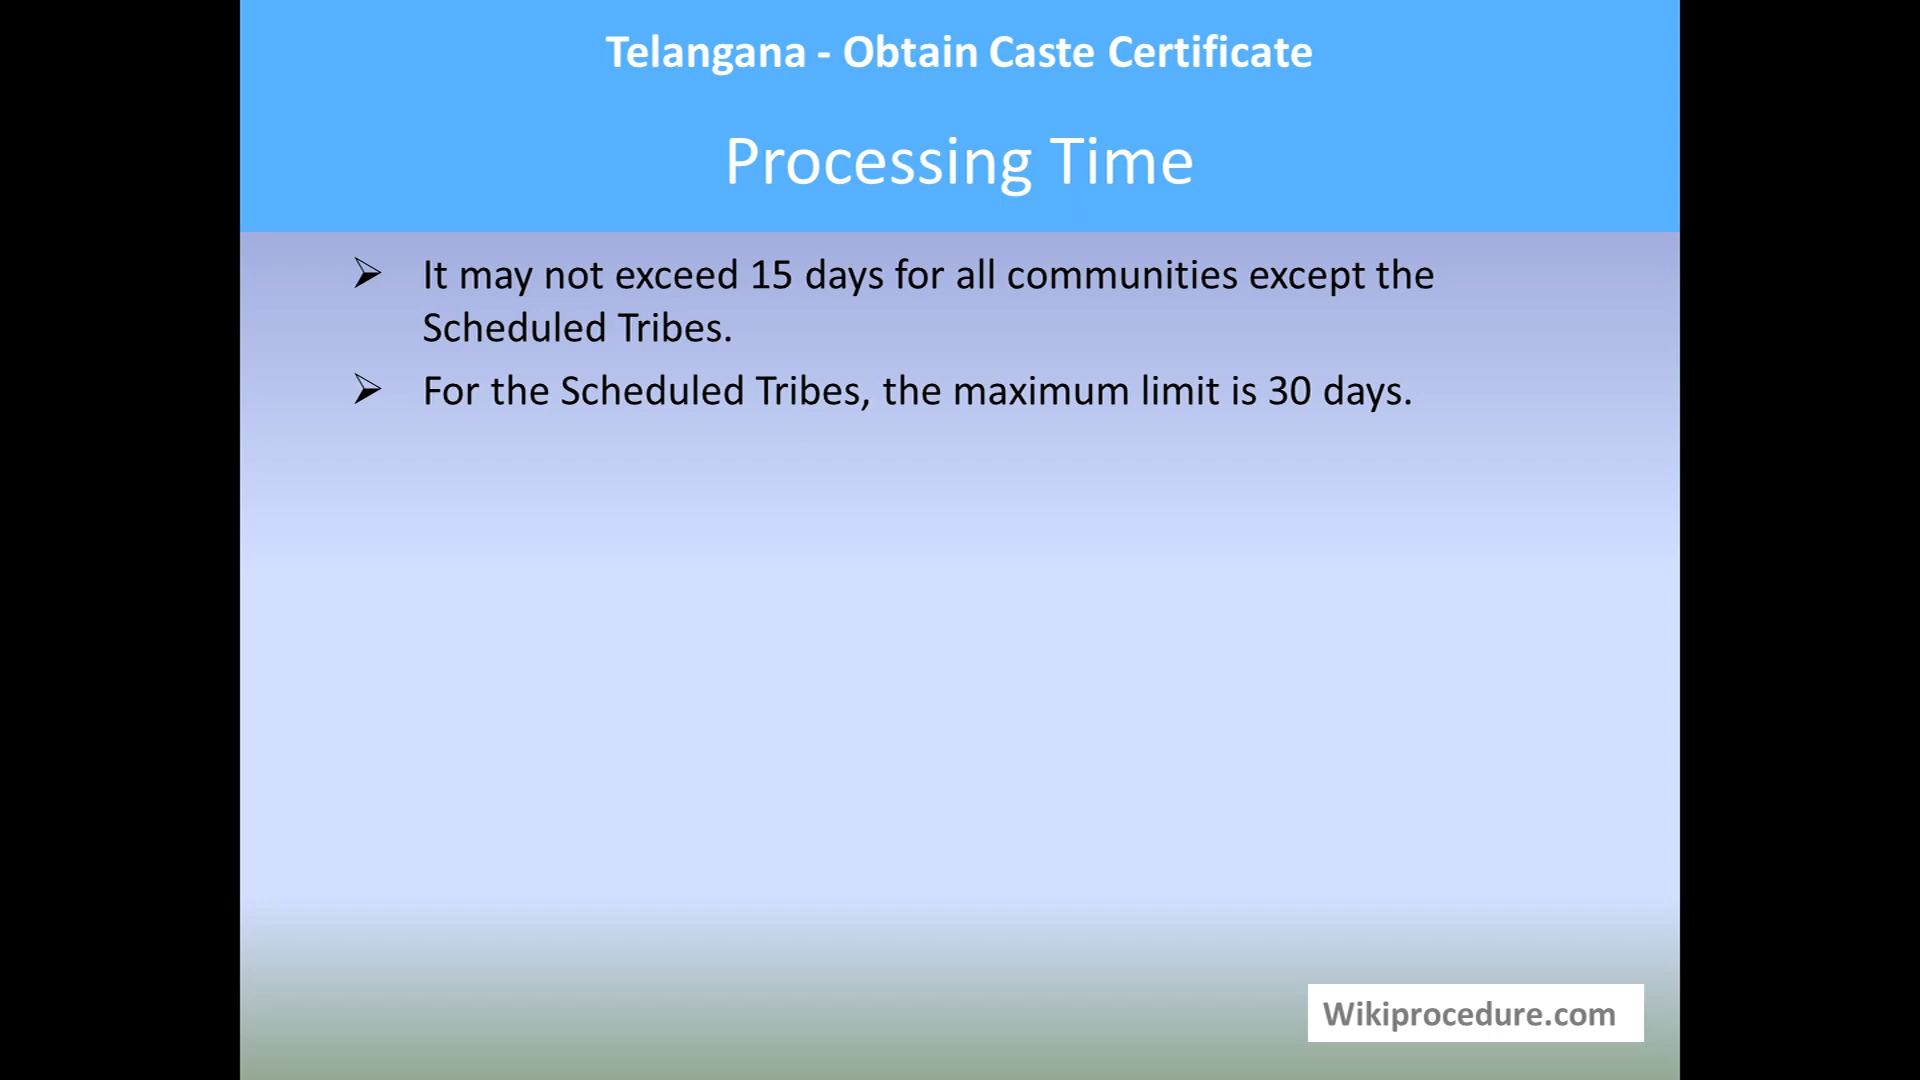 Telangana - Obtain Caste Certificate
Processing Time
➢ It may not exceed 15 days for all communities except the
Scheduled Tribes.
➢ For the Scheduled Tribes, the maximum limit is 30 days.
Wikiprocedure.com